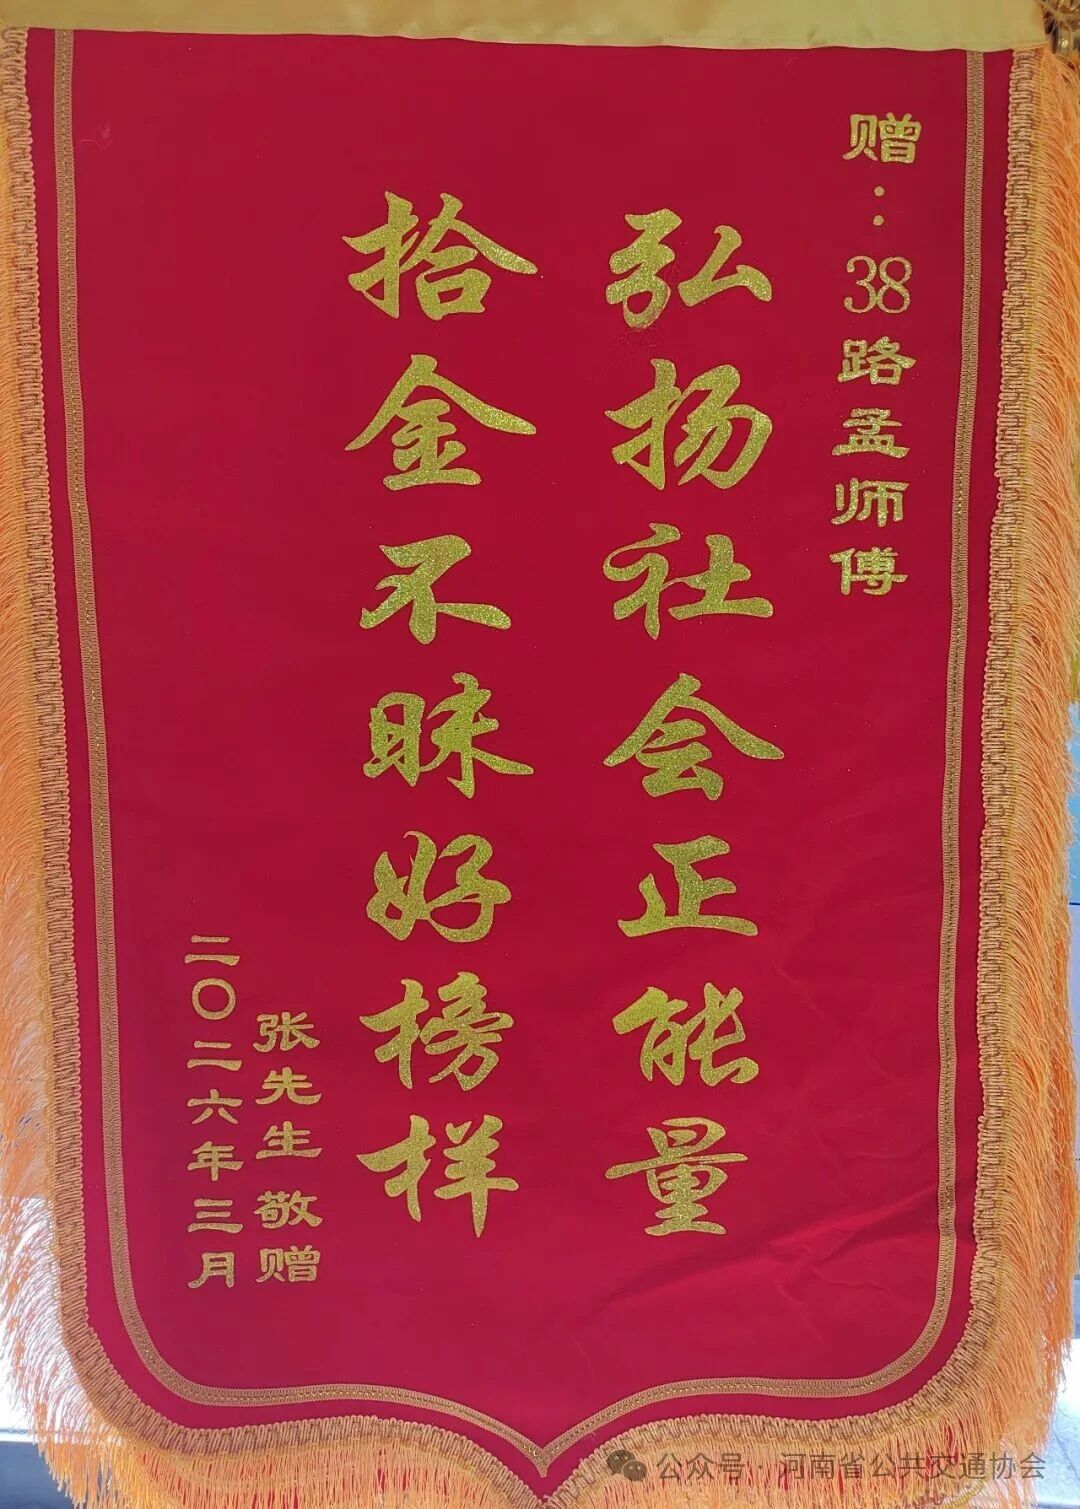 赠：38路孟师傅
弘扬社会正能量
拾金不昧好榜样
张先生敬赠
二〇二六年三月
公众号·河南省公共交通协会